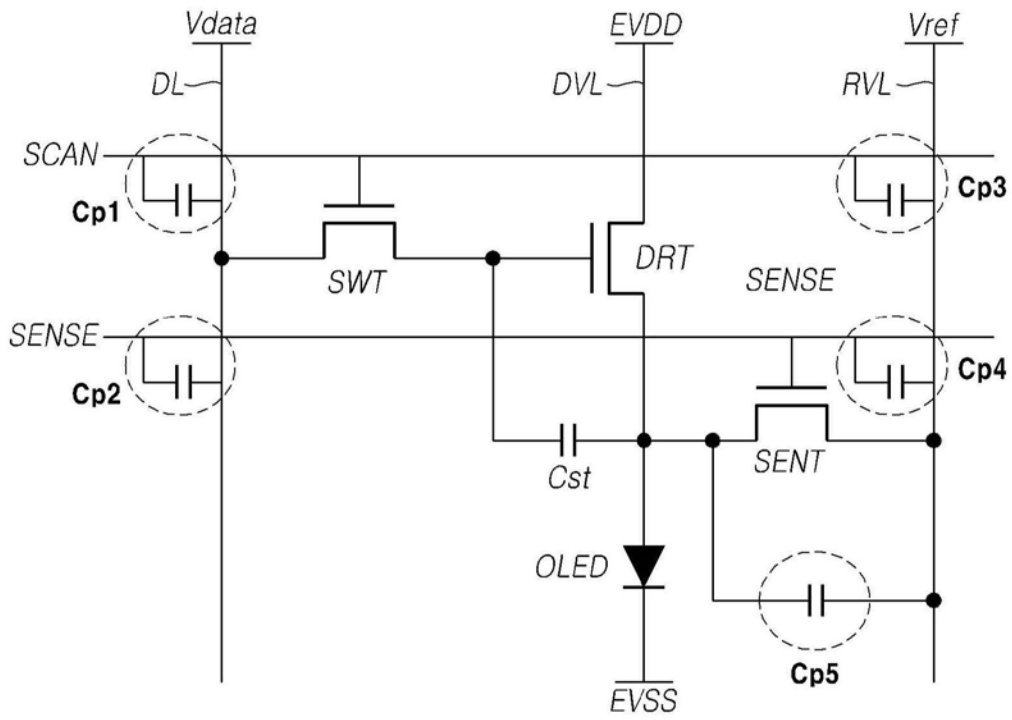 Vdata
EVDD
Vref
DL
DVL
RVL
SCAN
Cp1
Cp3
SWT
DRT
SENSE
SENSE
Cp2
Cp4
Cst
SENT
OLED
Cp5
EVSS